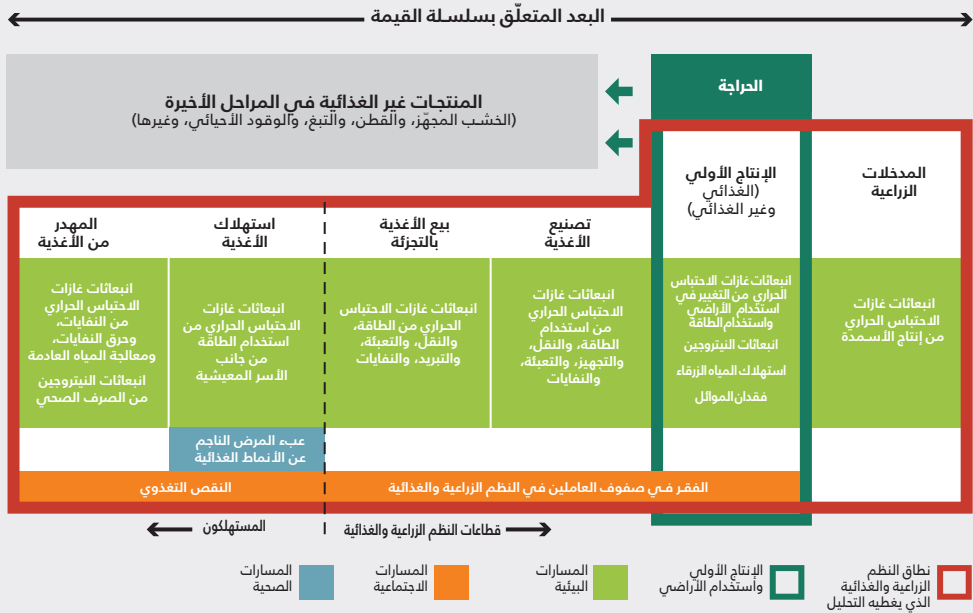 البعد المتعلّق بسلسلة القيمة
الحراجة
المنتجات غير الغذائية في المراحل الأخيرة
(الخشب المجهّز، والقطن، والتبغ، والوقود الأحيائي، وغيرها)
المدخلات
الزراعية
الإنتاج الأولي
(الغذائي
وغير الغذائي)
تصنيع
الأغذية
بيع الأغذية
بالتجزئة
استهلاك
الأغذية
المهدر
من الأغذية
انبعاثات غازات
الاحتباس الحراري
من إنتاج الأسمدة
انبعاثات غازات الاحتباس
الحراري من التغيير في
استخدام الأراضي
واستخدام الطاقة
انبعاثات النيتروجين
استهلاك المياه الزرقاء
فقدان الموائل
انبعاثات غازات
الاحتباس الحراري
من استخدام
الطاقة، والنقل،
والتجهيز، والتعبئة،
والنفايات
انبعاثات غازات الاحتباس
الحراري من الطاقة،
والنقل، والتعبئة،
والتبريد، والنفايات
انبعاثات غازات
الاحتباس الحراري من
استخدام الطاقة
من جانب
الأسر المعيشية
انبعاثات غازات
الاحتباس الحراري
من النفايات،
وحرق النفايات،
ومعالجة المياه العادمة
انبعاثات النيتروجين
من الصرف الصحي
عبء المرض الناجم
عن الأنماط الغذائية
الفقر في صفوف العاملين في النظم الزراعية والغذائية
النقص التغذوي
قطاعات النظم الزراعية والغذائية
المستهلكون
نطاق النظم
الزراعية والغذائية
الذي يغطيه التحليل
الإنتاج الأولي
واستخدام الأراضي
المسارات
البيئية
المسارات
الاجتماعية
المسارات
الصحية